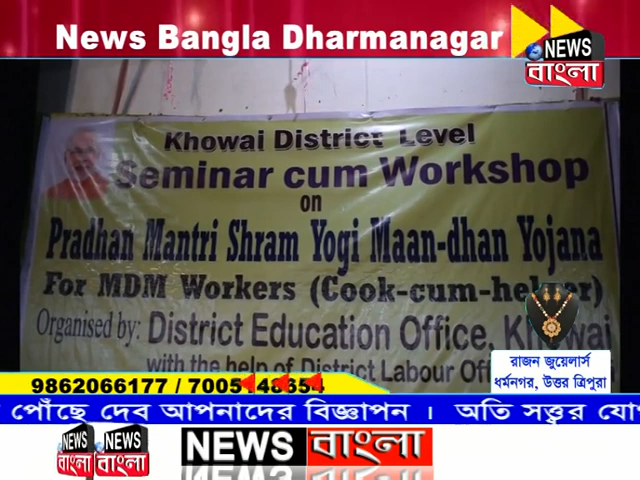 News Bangla Dharmanagar
NEWS
বাংলা
Khowai District Level
Seminar cum Workshop
on
Pradhan Mantri Shram Yogi Maan-dhan Yojana
For MDM Workers (Cook-cum-helper)
Organised by: District Education Office, Khowai
with the help of District Labour
রাজন জুয়েলার্স
ধর্মনগর, উত্তর ত্রিপুরা
9862066177 /
পৌঁছে দেব আপনাদের বিজ্ঞাপন । অতি সত্ত্বর
NEWS
বাংলা
NEWS
বাংলা
NEWS বাংলা